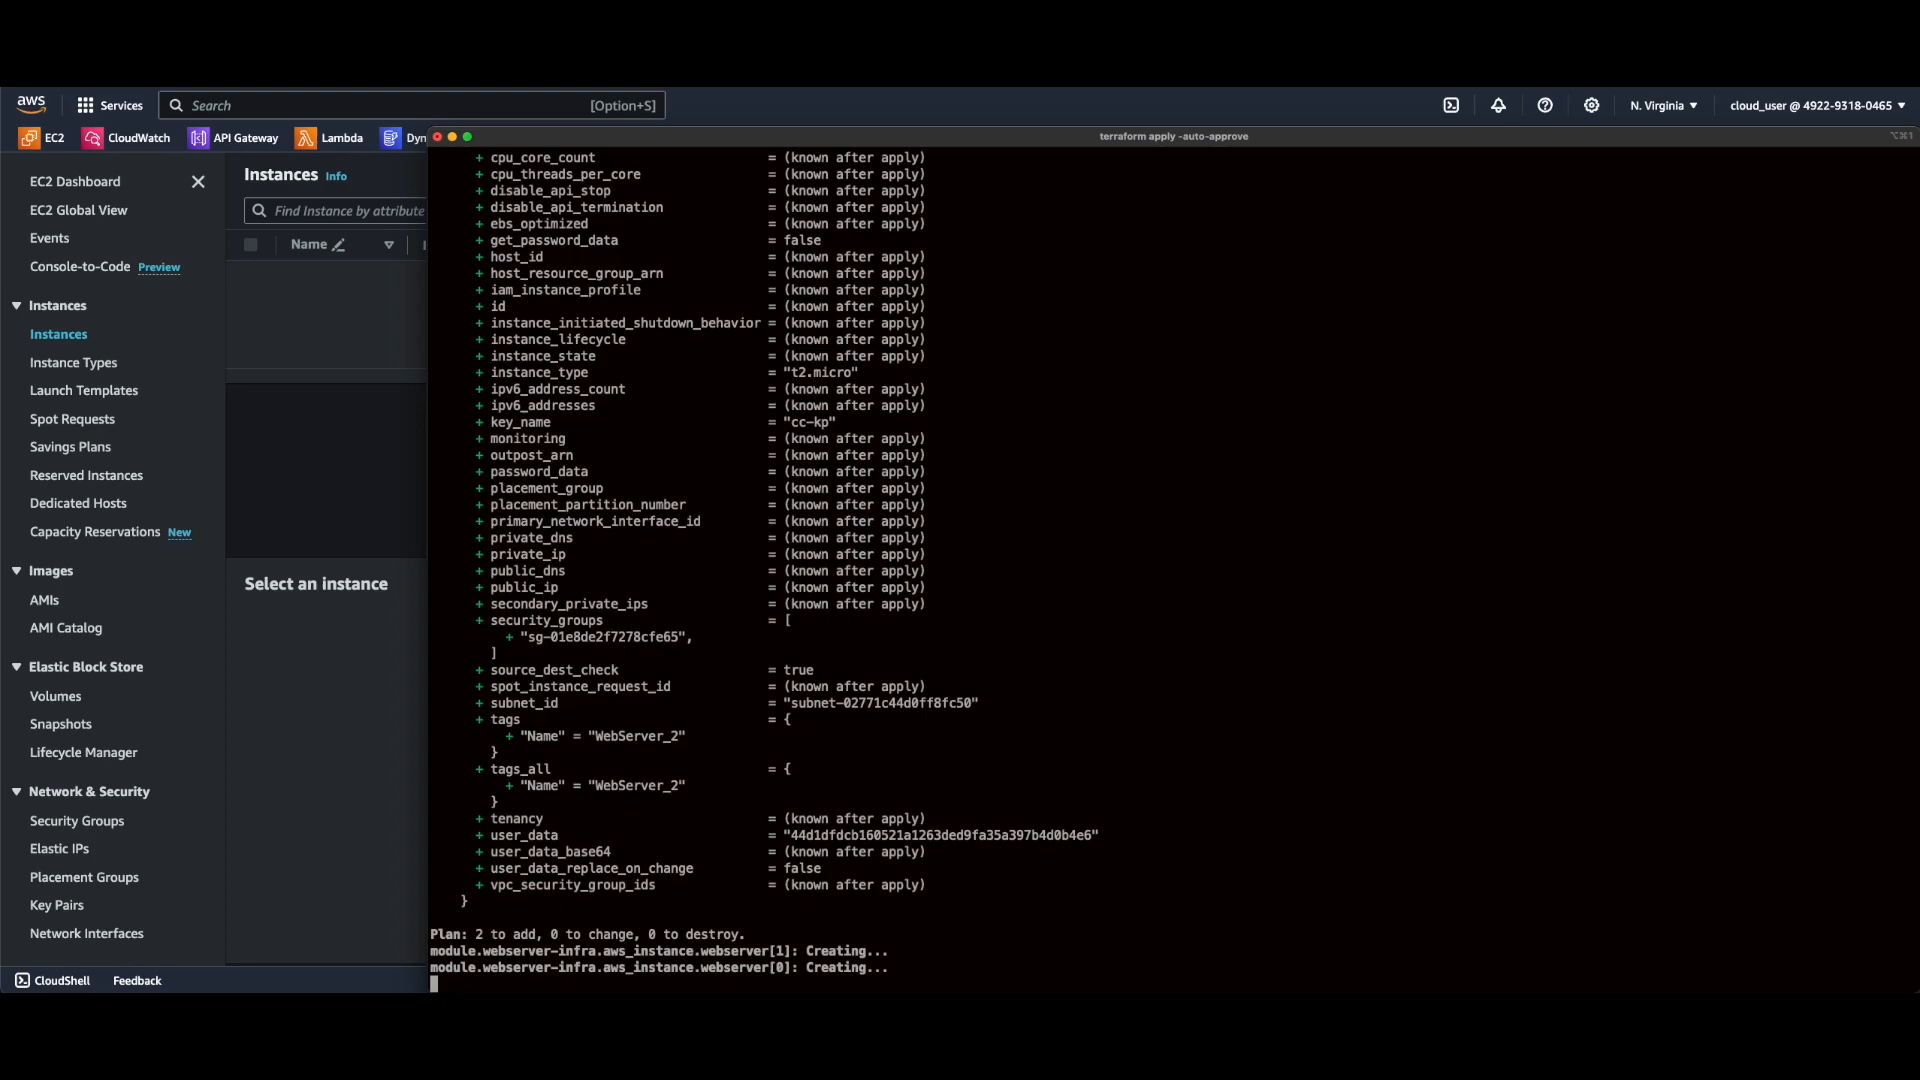 aws
Services
Search
[Option+S]
N. Virginia
cloud_user @ 4922-9318-0465
EC2
CloudWatch
API Gateway
Lambda
Dyn
terraform apply -auto-approve
⌥⌘1
EC2 Dashboard
EC2 Global View
Events
Console-to-Code Preview
Instances
Instances
Instance Types
Launch Templates
Spot Requests
Savings Plans
Reserved Instances
Dedicated Hosts
Capacity Reservations New
Images
AMIs
AMI Catalog
Elastic Block Store
Volumes
Snapshots
Lifecycle Manager
Network & Security
Security Groups
Elastic IPs
Placement Groups
Key Pairs
Network Interfaces
CloudShell
Feedback
Instances Info
Find Instance by attribute
Name
Select an instance
+ cpu_core_count = (known after apply)
+ cpu_threads_per_core = (known after apply)
+ disable_api_stop = (known after apply)
+ disable_api_termination = (known after apply)
+ ebs_optimized = (known after apply)
+ get_password_data = false
+ host_id = (known after apply)
+ host_resource_group_arn = (known after apply)
+ iam_instance_profile = (known after apply)
+ id = (known after apply)
+ instance_initiated_shutdown_behavior = (known after apply)
+ instance_lifecycle = (known after apply)
+ instance_state = (known after apply)
+ instance_type = "t2.micro"
+ ipv6_address_count = (known after apply)
+ ipv6_addresses = (known after apply)
+ key_name = "cc-kp"
+ monitoring = (known after apply)
+ outpost_arn = (known after apply)
+ password_data = (known after apply)
+ placement_group = (known after apply)
+ placement_partition_number = (known after apply)
+ primary_network_interface_id = (known after apply)
+ private_dns = (known after apply)
+ private_ip = (known after apply)
+ public_dns = (known after apply)
+ public_ip = (known after apply)
+ secondary_private_ips = (known after apply)
+ security_groups = [
+ "sg-01e8de2f7278cfe65",
]
+ source_dest_check = true
+ spot_instance_request_id = (known after apply)
+ subnet_id = "subnet-02771c44d0ff8fc50"
+ tags = {
+ "Name" = "WebServer_2"
}
+ tags_all = {
+ "Name" = "WebServer_2"
}
+ tenancy = (known after apply)
+ user_data = "44d1dfdcb160521a1263ded9fa35a397b4d0b4e6"
+ user_data_base64 = (known after apply)
+ user_data_replace_on_change = false
+ vpc_security_group_ids = (known after apply)
}
Plan: 2 to add, 0 to change, 0 to destroy.
module.webserver-infra.aws_instance.webserver[1]: Creating...
module.webserver-infra.aws_instance.webserver[0]: Creating...